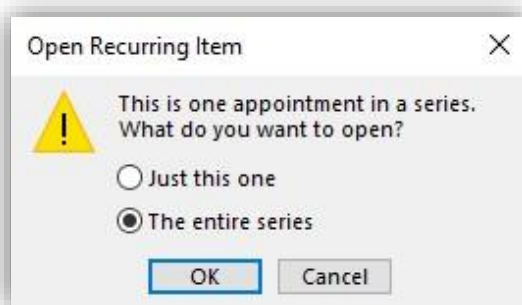 Open Recurring Item
This is one appointment in a series.
What do you want to open?
Just this one
The entire series
OK Cancel